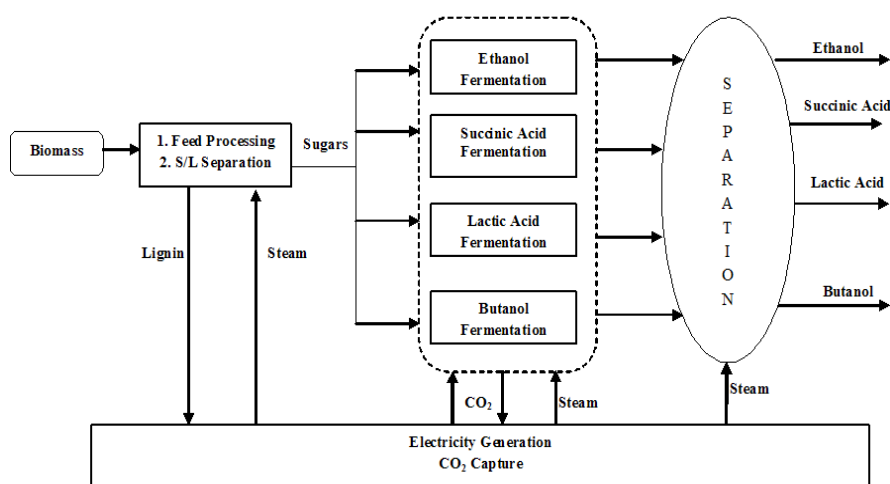 Biomass
1. Feed Processing
2. S/L Separation
Sugars
Lignin
Steam
Ethanol
Fermentation
Succinic Acid
Fermentation
Lactic Acid
Fermentation
Butanol
Fermentation
CO₂
Steam
SEPARATION
Steam
Ethanol
Succinic Acid
Lactic Acid
Butanol
Electricity Generation
CO₂ Capture